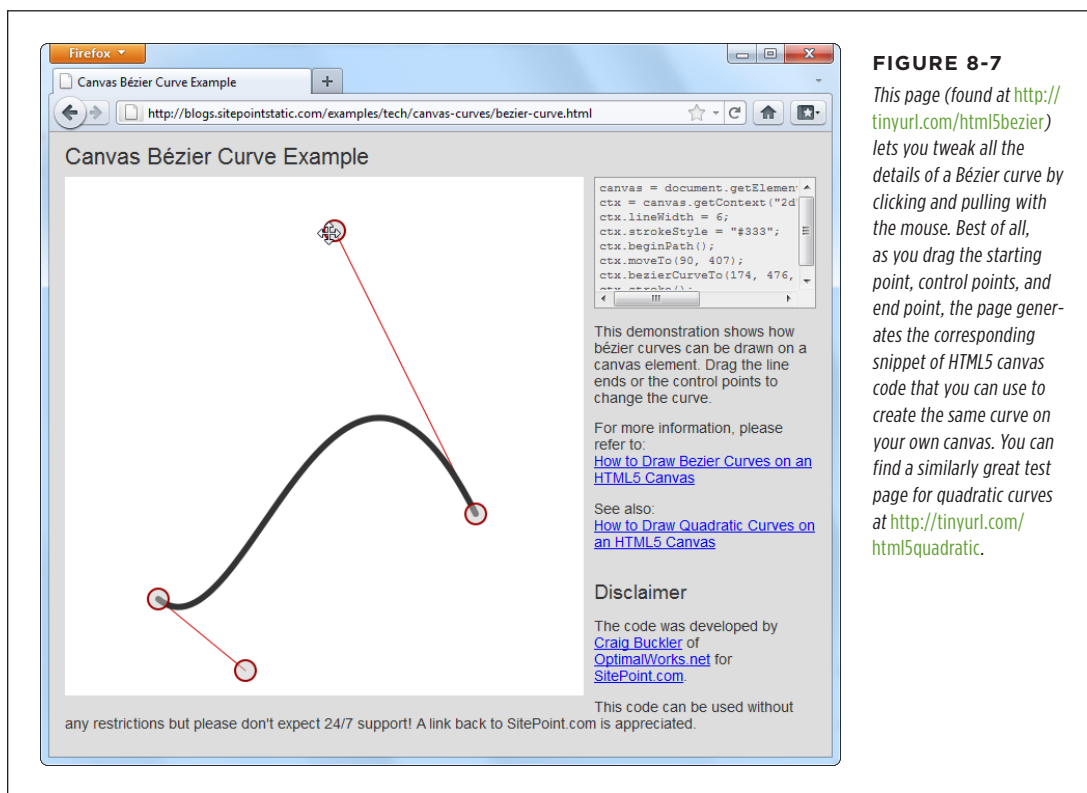 Firefox
Canvas Bézier Curve Example
http://blogs.sitepointstatic.com/examples/tech/canvas-curves/bezier-curve.html
Canvas Bézier Curve Example
canvas = document.getElemen
ctx = canvas.getContext("2d"
ctx.lineWidth = 6;
ctx.strokeStyle = "#333";
ctx.beginPath();
ctx.moveTo(90, 407);
ctx.bezierCurveTo(174, 476,
ctx.stroke();
This demonstration shows how
bézier curves can be drawn on a
canvas element. Drag the line
ends or the control points to
change the curve.
For more information, please
refer to:
How to Draw Bezier Curves on an
HTML5 Canvas
See also:
How to Draw Quadratic Curves on
an HTML5 Canvas
Disclaimer
The code was developed by
Craig Buckler of
OptimalWorks.net for
SitePoint.com.
This code can be used without
any restrictions but please don't expect 24/7 support! A link back to SitePoint.com is appreciated.
FIGURE 8-7
This page (found at http://
tinyurl.com/html5bezier)
lets you tweak all the
details of a Bézier curve by
clicking and pulling with
the mouse. Best of all,
as you drag the starting
point, control points, and
end point, the page gener-
ates the corresponding
snippet of HTML5 canvas
code that you can use to
create the same curve on
your own canvas. You can
find a similarly great test
page for quadratic curves
at http://tinyurl.com/
html5quadratic.